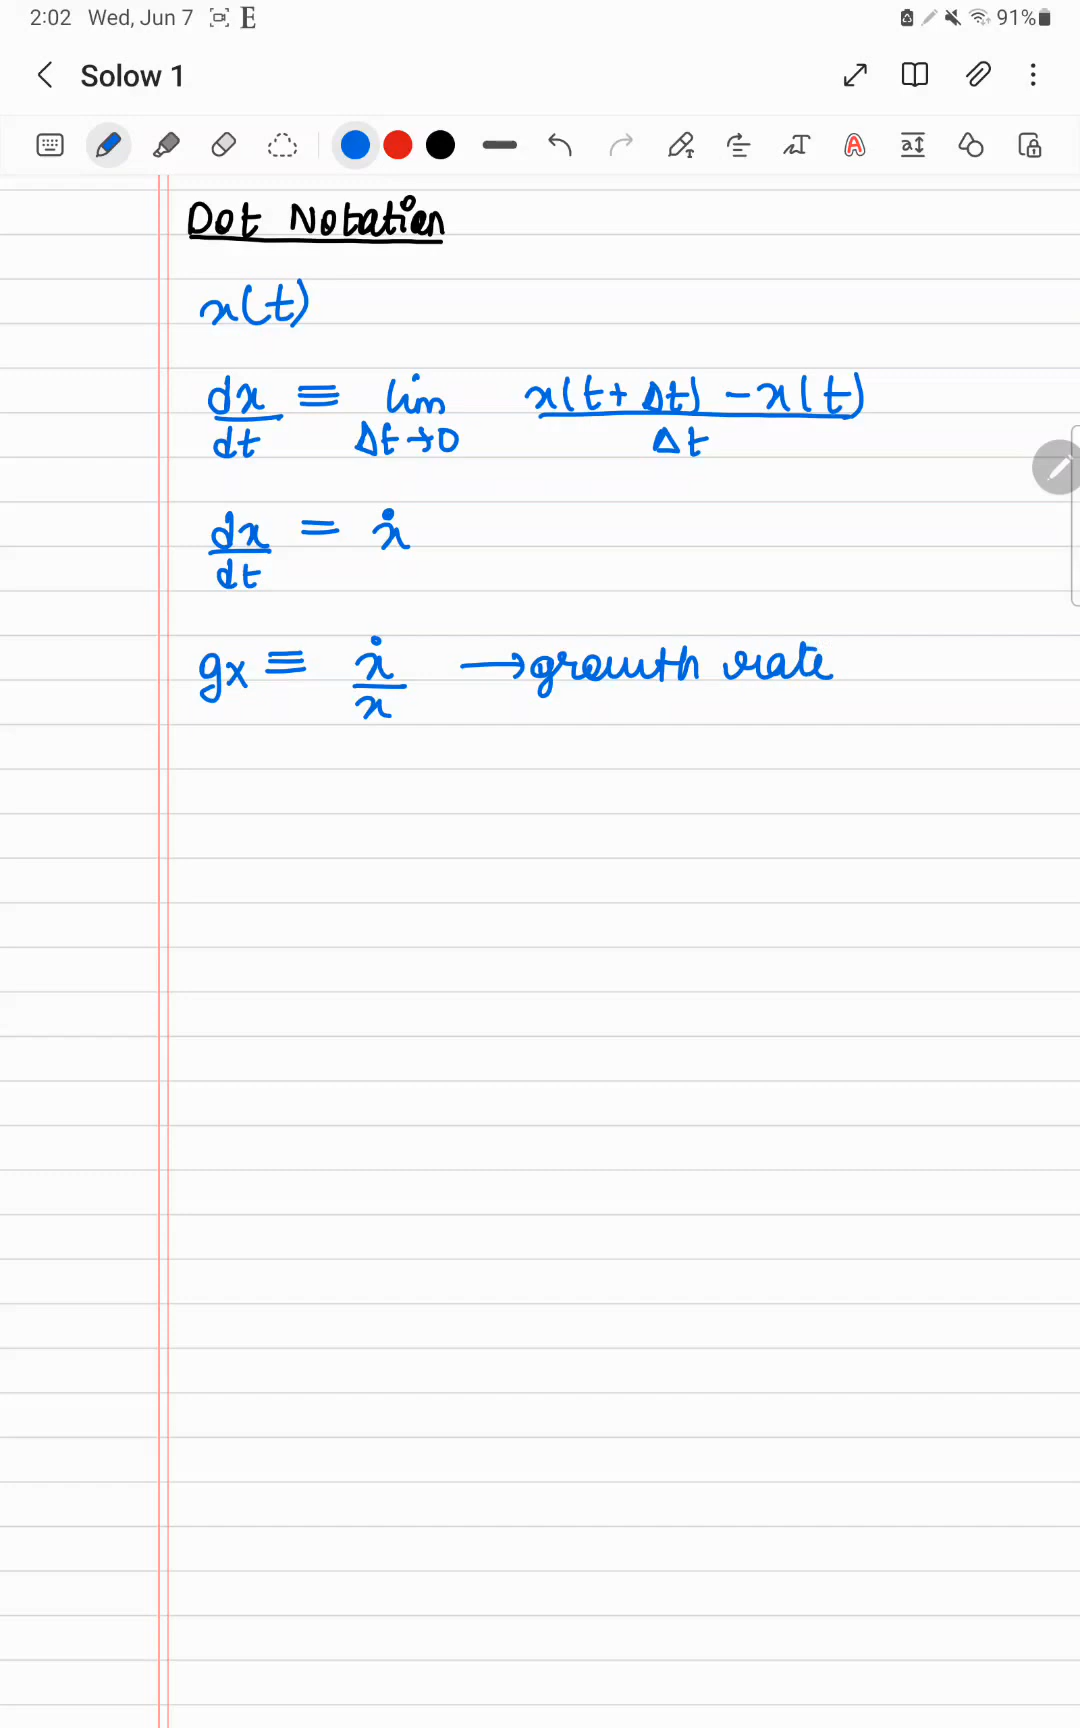 2:02 Wed, Jun 7 E 91%
Solow 1
Dot Notation
x(t)
dx/dt ≡ lim Δt→0 x(t+Δt) - x(t) / Δt
dx/dt = ẋ
gx ≡ ẋ/x → growth rate